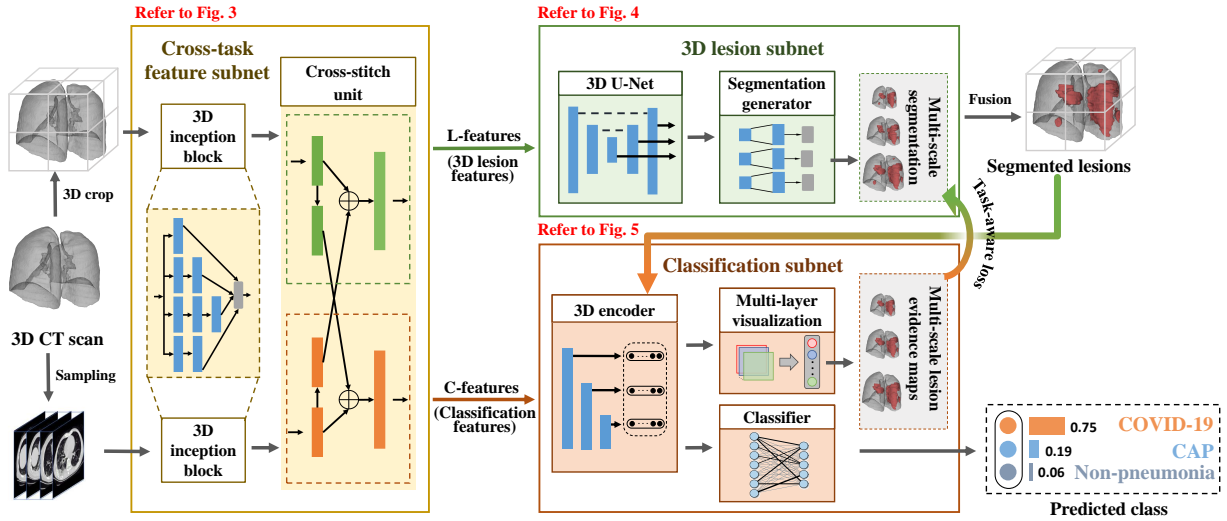 Refer to Fig. 3
Cross-task
feature subnet
3D
inception
block
Cross-stitch
unit
3D
inception
block
3D crop
3D CT scan
Sampling
L-features
(3D lesion
features)
C-features
(Classification
features)
Refer to Fig. 4
3D lesion subnet
3D U-Net
Segmentation
generator
Multi-scale
segmentation
Fusion
Segmented lesions
Task-aware loss
Refer to Fig. 5
Classification subnet
3D encoder
Multi-layer
visualization
Classifier
Multi-scale lesion
evidence maps
0.75 COVID-19
0.19 CAP
0.06 Non-pneumonia
Predicted class